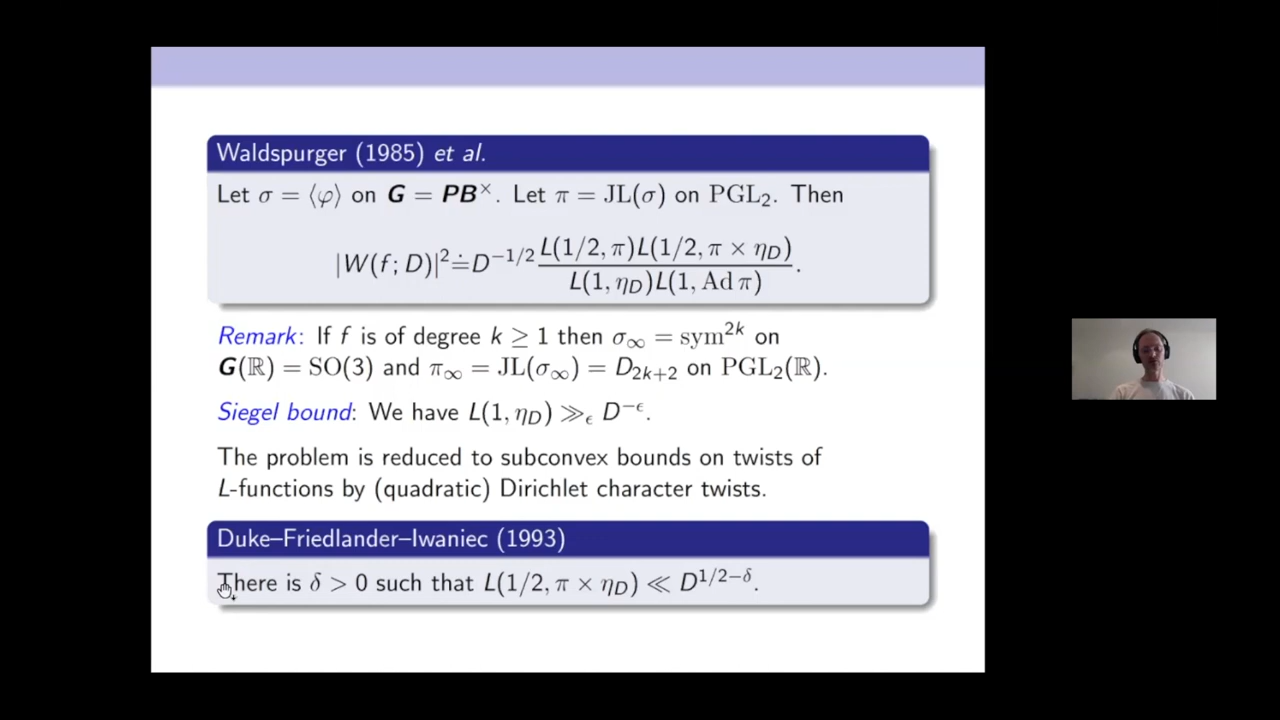 Waldspurger (1985) et al.
Let σ = ⟨φ⟩ on G = PB^×. Let π = JL(σ) on PGL_2. Then
|W(f; D)|^2 ≐ D^{-1/2} \frac{L(1/2, π)L(1/2, π × η_D)}{L(1, η_D)L(1, Ad π)}.
Remark: If f is of degree k ≥ 1 then σ_∞ = sym^{2k} on
G(ℝ) = SO(3) and π_∞ = JL(σ_∞) = D_{2k+2} on PGL_2(ℝ).
Siegel bound: We have L(1, η_D) ≫_ϵ D^{-ϵ}.
The problem is reduced to subconvex bounds on twists of
L-functions by (quadratic) Dirichlet character twists.
Duke–Friedlander–Iwaniec (1993)
There is δ > 0 such that L(1/2, π × η_D) ≪ D^{1/2-δ}.